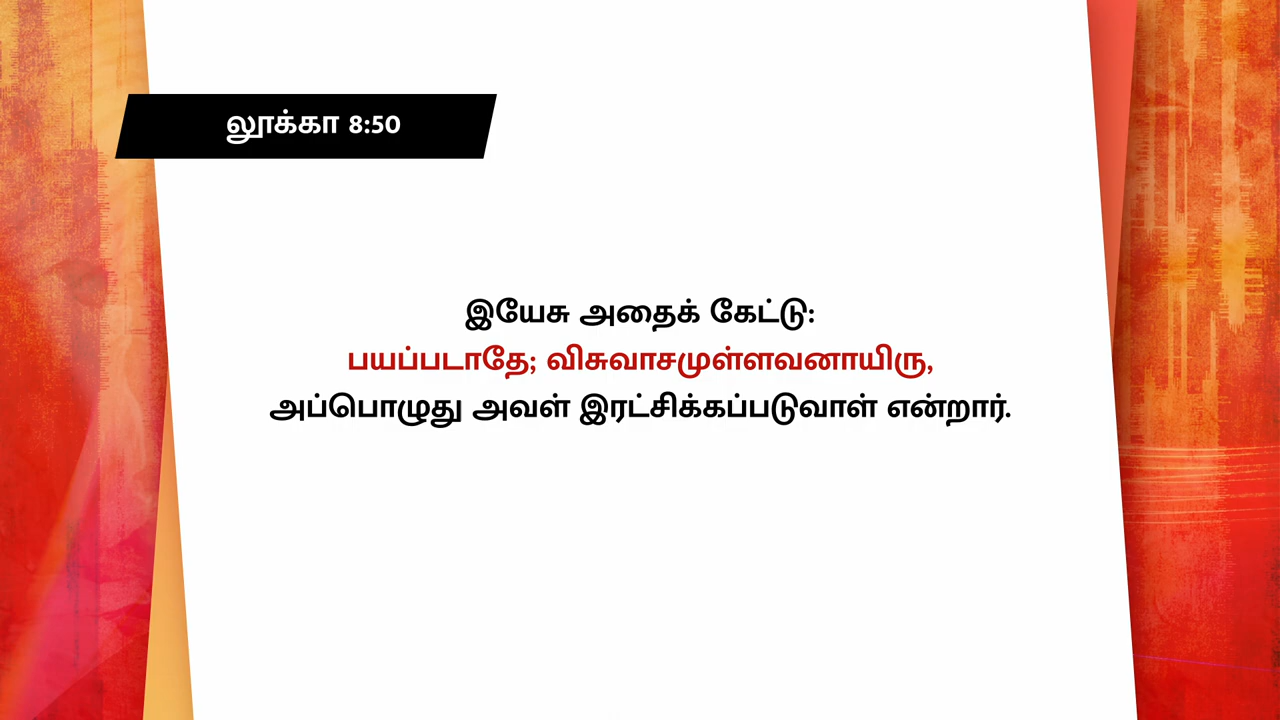 லூக்கா 8:50
இயேசு அதைக் கேட்டு:
பயப்படாதே; விசுவாசமுள்ளவனாயிரு,
அப்பொழுது அவள் இரட்சிக்கப்படுவாள் என்றார்.